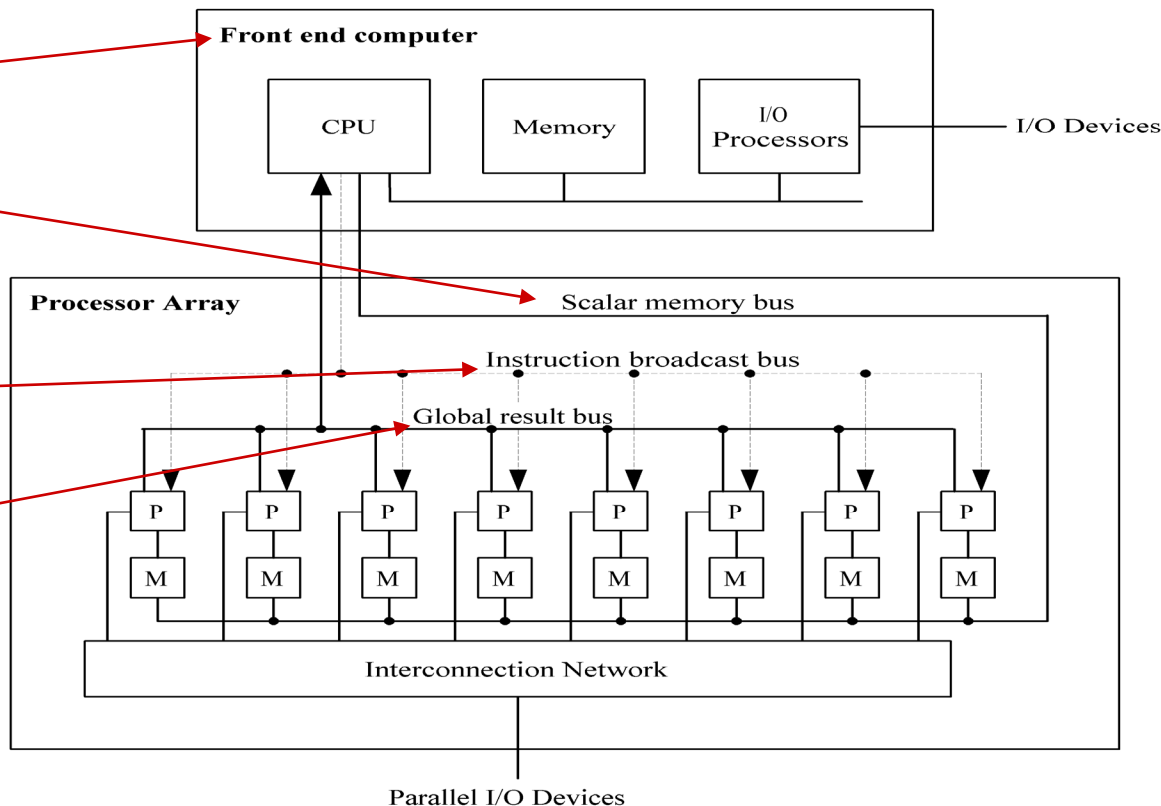 Front end computer
CPU
Memory
I/O
Processors
I/O Devices
Processor Array
Scalar memory bus
Instruction broadcast bus
Global result bus
P P P P P P P P
M M M M M M M M
Interconnection Network
Parallel I/O Devices